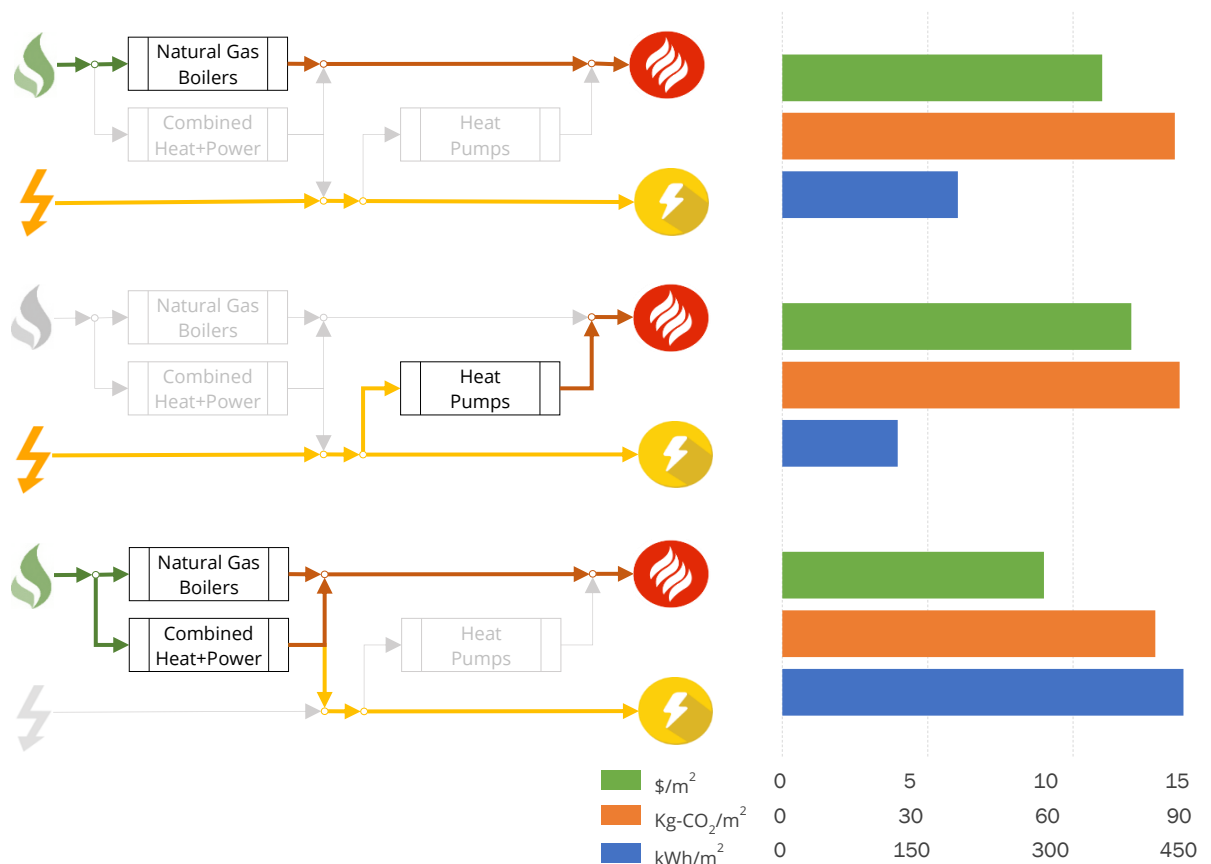 Natural Gas
Boilers
Combined
Heat+Power
Heat
Pumps
Natural Gas
Boilers
Combined
Heat+Power
Heat
Pumps
Natural Gas
Boilers
Combined
Heat+Power
Heat
Pumps
$/m² 0 5 10 15
Kg-CO₂/m² 0 30 60 90
kWh/m² 0 150 300 450